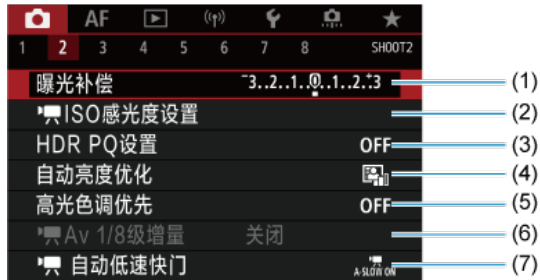 AF
1 2 3 4 5 6 7 8 SHOOT2
曝光补偿 ⁻3..2..1..0..1..2..⁺3 (1)
ISO感光度设置 (2)
HDR PQ设置 OFF (3)
自动亮度优化 (4)
高光色调优先 OFF (5)
Av 1/8级增量 关闭 (6)
自动低速快门 A-SLOW ON (7)